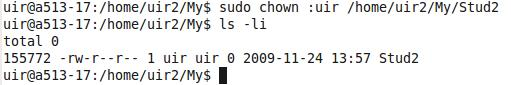 uir@a513-17:/home/uir2/My$ sudo chown :uir /home/uir2/My/Stud2
uir@a513-17:/home/uir2/My$ ls -li
total 0
155772 -rw-r--r-- 1 uir uir 0 2009-11-24 13:57 Stud2
uir@a513-17:/home/uir2/My$